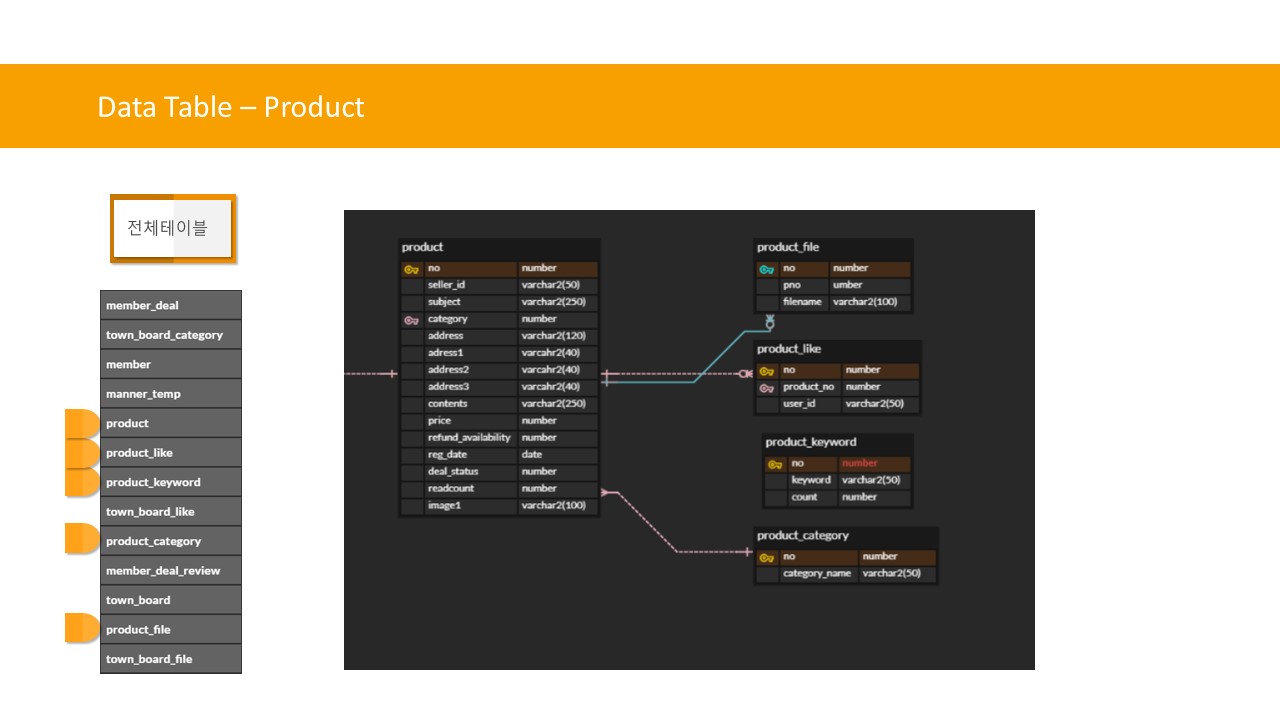 Data Table – Product
전체테이블
member_deal
town_board_category
member
manner_temp
product
product_like
product_keyword
town_board_like
product_category
member_deal_review
town_board
product_file
town_board_file
product
no number
seller_id varchar2(50)
subject varchar2(250)
category number
address varchar2(120)
adress1 varcahr2(40)
address2 varcahr2(40)
address3 varcahr2(40)
contents varchar2(250)
price number
refund_availability number
reg_date date
deal_status number
readcount number
image1 varchar2(100)
product_file
no number
pno umber
filename varchar2(100)
product_like
no number
product_no number
user_id varchar2(50)
product_keyword
no number
keyword varchar2(50)
count number
product_category
no number
category_name varchar2(50)